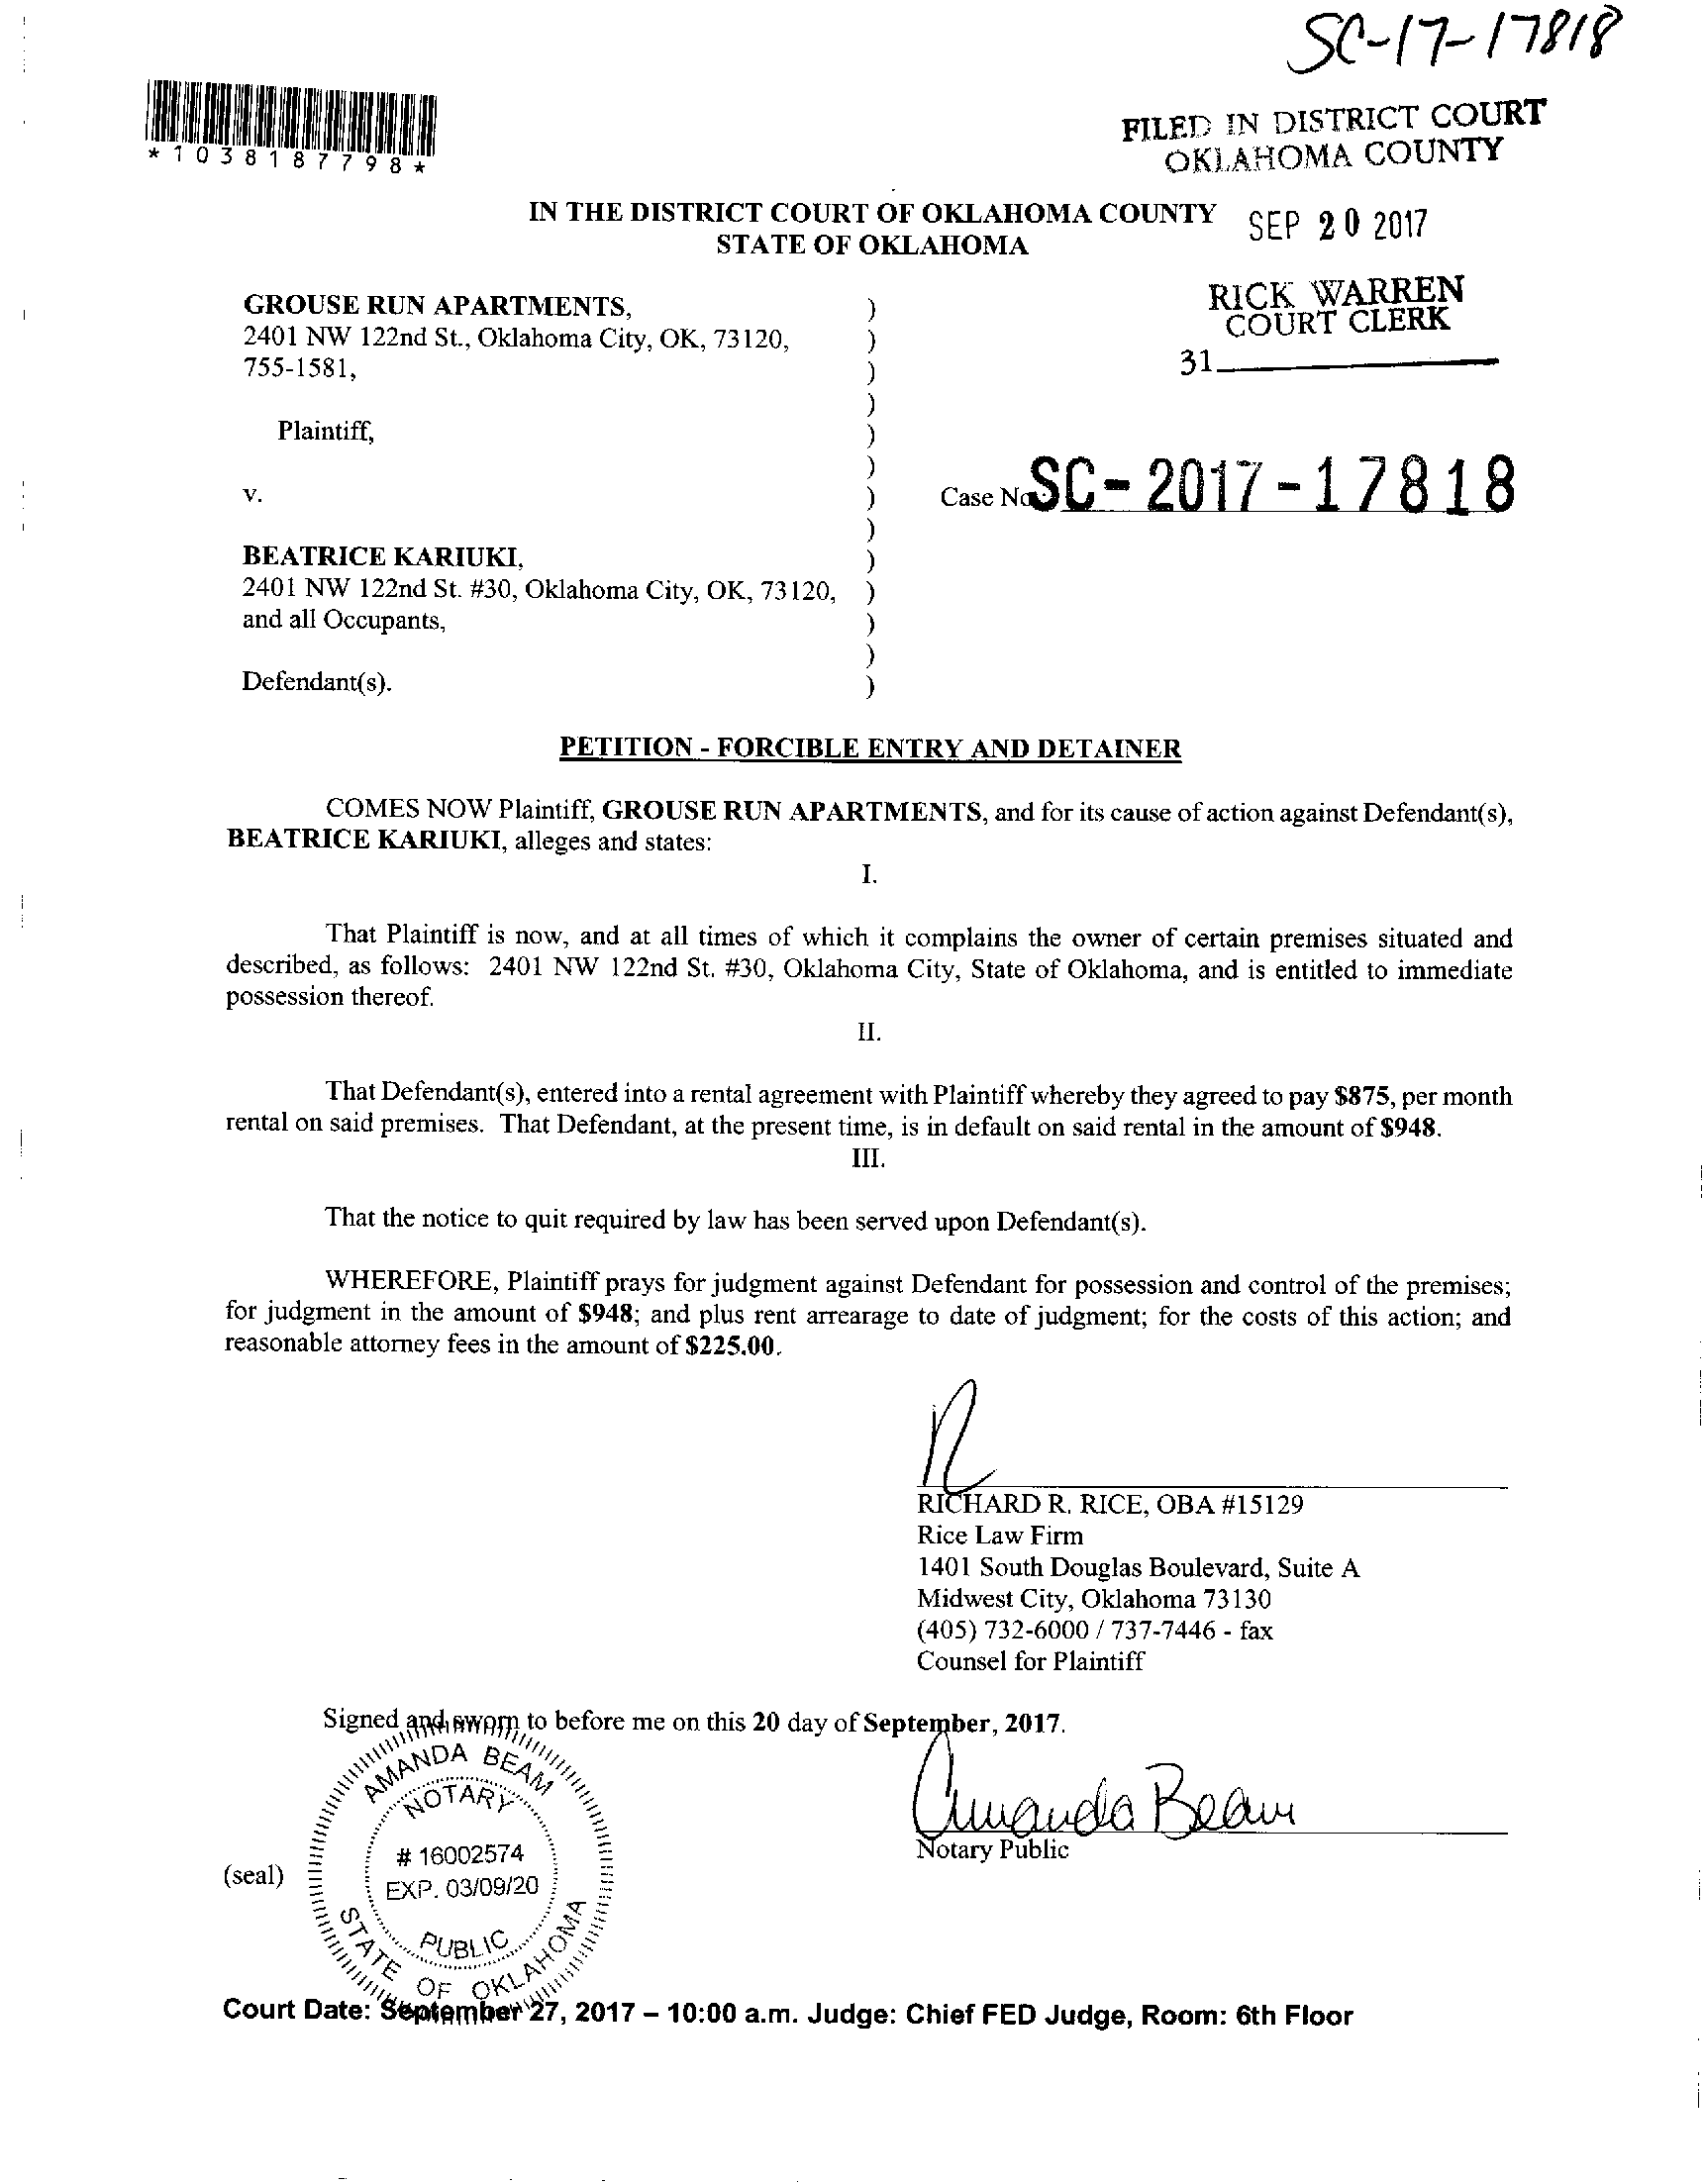 SC-17-17818
*1038187798*
FILED IN DISTRICT COURT
OKLAHOMA COUNTY
IN THE DISTRICT COURT OF OKLAHOMA COUNTY
STATE OF OKLAHOMA
SEP 20 2017
RICK WARREN
COURT CLERK
31
GROUSE RUN APARTMENTS, )
2401 NW 122nd St., Oklahoma City, OK, 73120, )
755-1581, )
)
Plaintiff, )
)
v. ) Case No. SC-2017-17818
)
BEATRICE KARIUKI, )
2401 NW 122nd St. #30, Oklahoma City, OK, 73120, )
and all Occupants, )
)
Defendant(s). )
PETITION - FORCIBLE ENTRY AND DETAINER
COMES NOW Plaintiff, GROUSE RUN APARTMENTS, and for its cause of action against Defendant(s),
BEATRICE KARIUKI, alleges and states:
I.
That Plaintiff is now, and at all times of which it complains the owner of certain premises situated and
described, as follows: 2401 NW 122nd St. #30, Oklahoma City, State of Oklahoma, and is entitled to immediate
possession thereof.
II.
That Defendant(s), entered into a rental agreement with Plaintiff whereby they agreed to pay $875, per month
rental on said premises. That Defendant, at the present time, is in default on said rental in the amount of $948.
III.
That the notice to quit required by law has been served upon Defendant(s).
WHEREFORE, Plaintiff prays for judgment against Defendant for possession and control of the premises;
for judgment in the amount of $948; and plus rent arrearage to date of judgment; for the costs of this action; and
reasonable attorney fees in the amount of $225.00.
R
RICHARD R. RICE, OBA #15129
Rice Law Firm
1401 South Douglas Boulevard, Suite A
Midwest City, Oklahoma 73130
(405) 732-6000 / 737-7446 - fax
Counsel for Plaintiff
Signed and sworn to before me on this 20 day of September, 2017.
Amanda Beam
Notary Public
(seal)
AMANDA BEAM
NOTARY
# 16002574
EXP. 03/09/20
PUBLIC
STATE OF OKLAHOMA
Court Date: September 27, 2017 – 10:00 a.m. Judge: Chief FED Judge, Room: 6th Floor